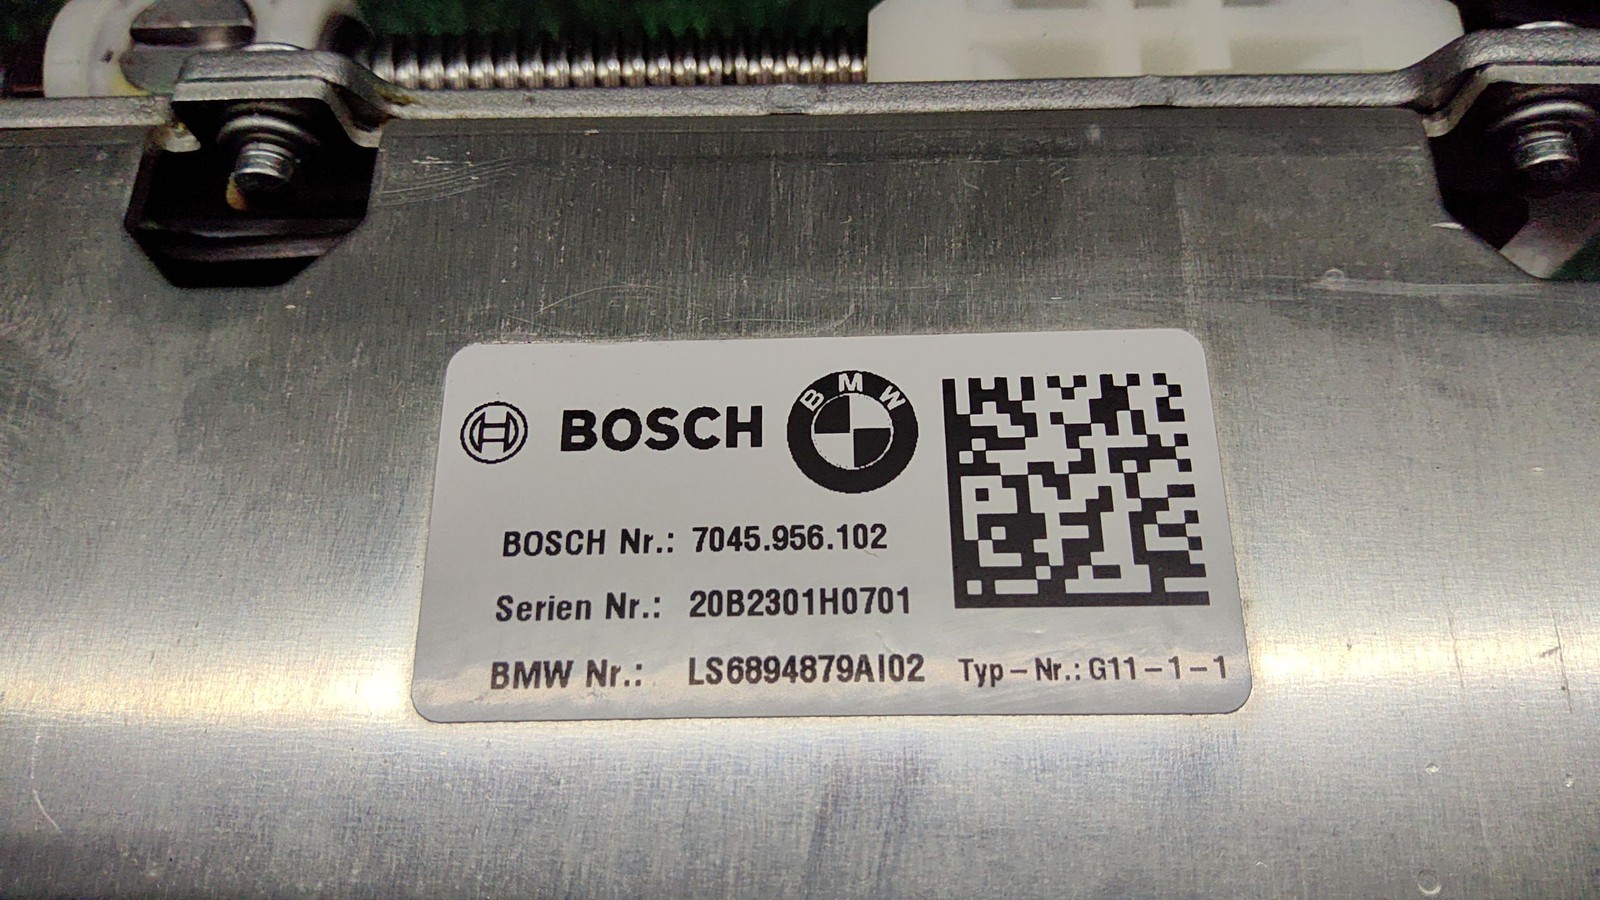 BOSCH BMW
BOSCH Nr.: 7045.956.102
Serien Nr.: 20B2301H0701
BMW Nr.: LS6894879AI02 Typ-Nr.: G11-1-1